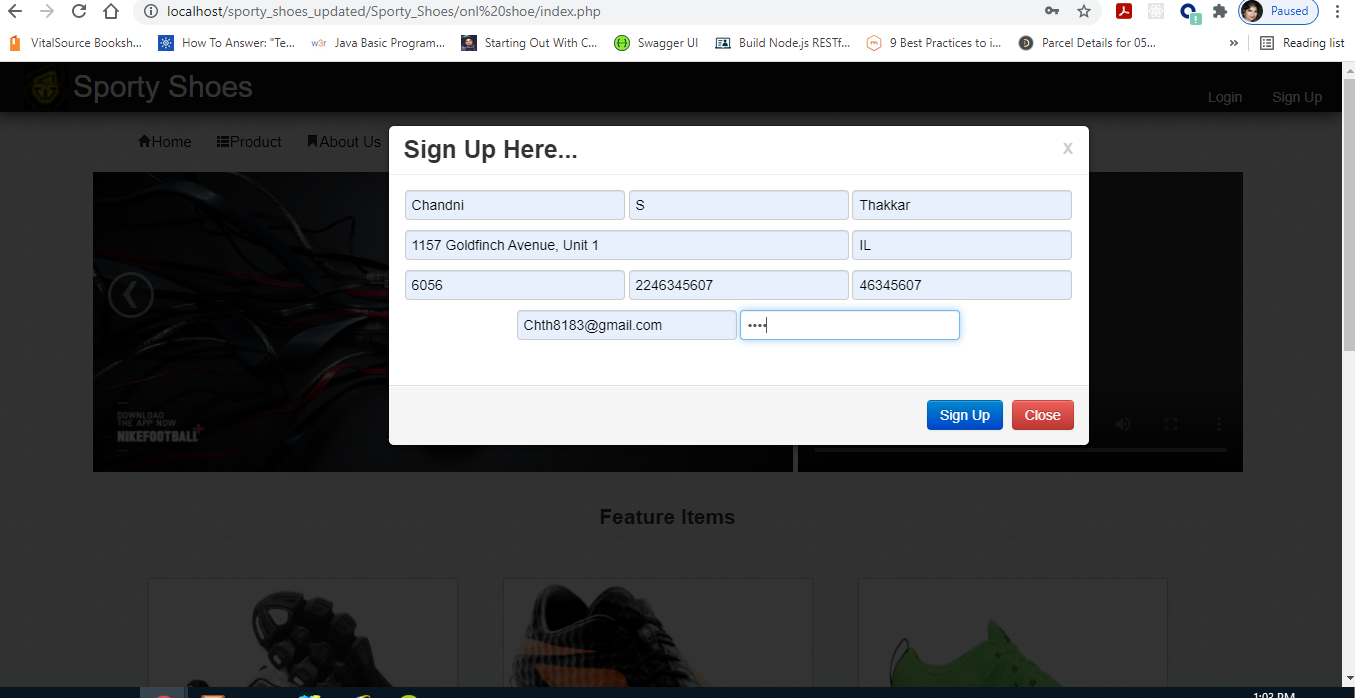 localhost/sporty_shoes_updated/Sporty_Shoes/onl%20shoe/index.php
Paused
VitalSource Booksh... How To Answer: "Te... w3r Java Basic Program... Starting Out With C... Swagger UI Build Node.js RESTf... 9 Best Practices to i... Parcel Details for 05... » Reading list
Sporty Shoes
Login Sign Up
Home Product About Us
Sign Up Here... x
Chandni S Thakkar
1157 Goldfinch Avenue, Unit 1 IL
6056 2246345607 46345607
Chth8183@gmail.com ••••
Sign Up Close
DOWNLOAD
THE APP NOW
NIKEFOOTBALL+
Feature Items
1:03 PM